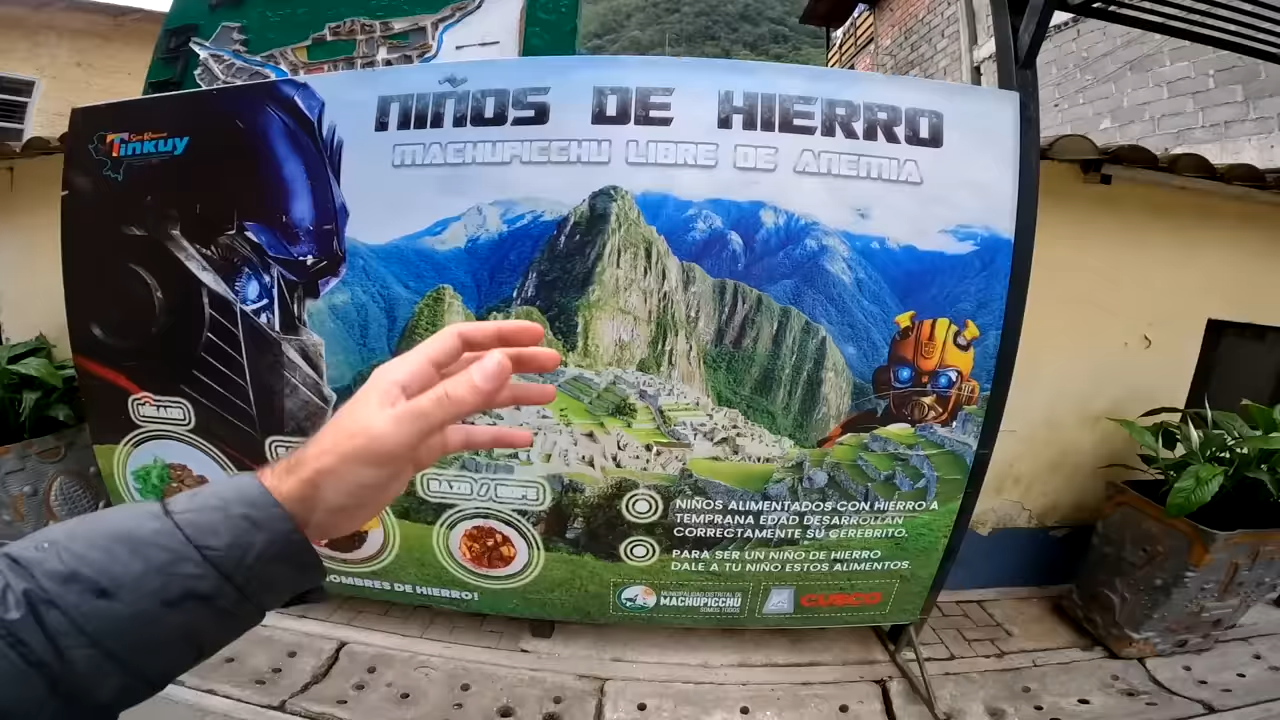 NIÑOS DE HIERRO
MACHUPICCHU LIBRE DE ANEMIA
Tinkuy
HÍGADO
BAZO / BOFE
NIÑOS ALIMENTADOS CON HIERRO A
TEMPRANA EDAD DESARROLLAN
CORRECTAMENTE SU CEREBRITO.
PARA SER UN NIÑO DE HIERRO
DALE A TU NIÑO ESTOS ALIMENTOS.
HOMBRES DE HIERRO!
MUNICIPALIDAD DISTRITAL DE
MACHUPICCHU
SOMOS TODOS
CUSCO